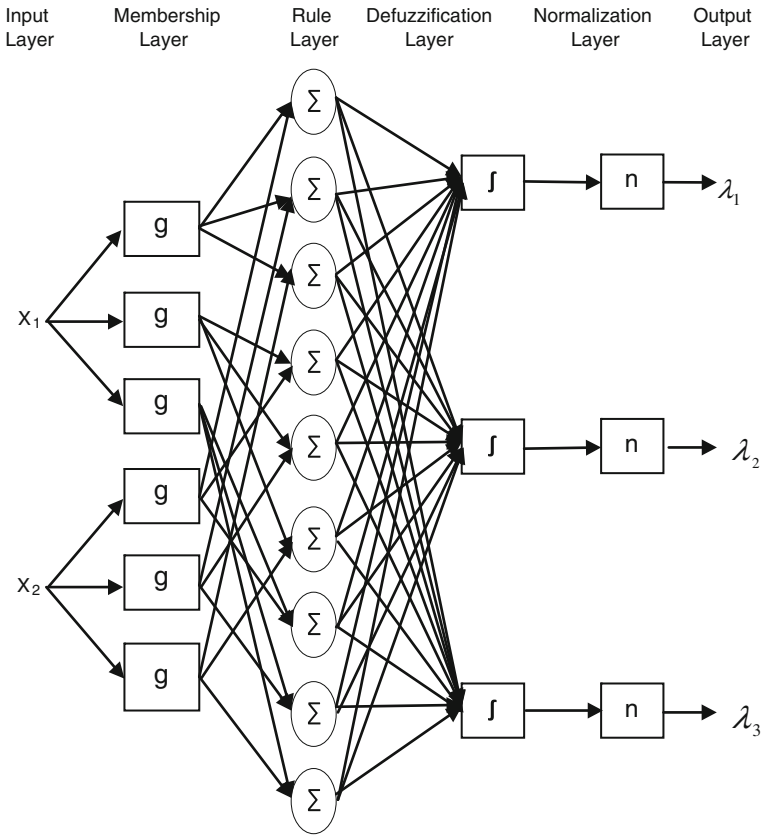 Input Layer
Membership Layer
Rule Layer
Defuzzification Layer
Normalization Layer
Output Layer
Σ
Σ
Σ
Σ
Σ
Σ
Σ
Σ
Σ
g
g
g
g
g
g
X₁
X₂
∫
∫
∫
n
n
n
λ₁
λ₂
λ₃